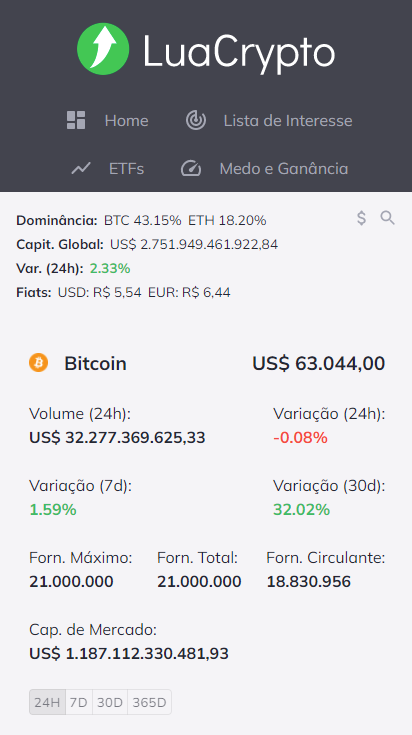 LuaCrypto
Home Lista de Interesse
ETFs Medo e Ganância
Dominância: BTC 43.15% ETH 18.20%
Capit. Global: US$ 2.751.949.461.922,84
Var. (24h): 2.33%
Fiats: USD: R$ 5,54 EUR: R$ 6,44
Bitcoin US$ 63.044,00
Volume (24h): Variação (24h):
US$ 32.277.369.625,33 -0.08%
Variação (7d): Variação (30d):
1.59% 32.02%
Forn. Máximo: Forn. Total: Forn. Circulante:
21.000.000 21.000.000 18.830.956
Cap. de Mercado:
US$ 1.187.112.330.481,93
24H 7D 30D 365D